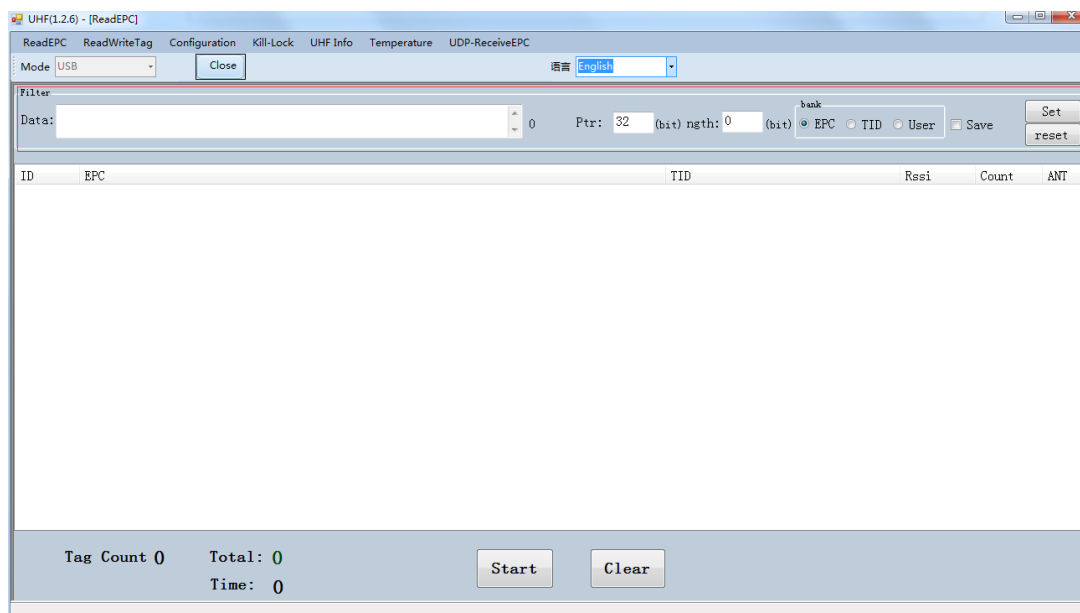 UHF(1.2.6) - [ReadEPC]
ReadEPC ReadWriteTag Configuration Kill-Lock UHF Info Temperature UDP-ReceiveEPC
Mode USB Close 语言 English
Filter
bank
Data: 0 Ptr: 32 (bit) ngth: 0 (bit) EPC TID User Save Set
reset
ID EPC TID Rssi Count ANT
Tag Count 0 Total: 0 Start Clear
Time: 0